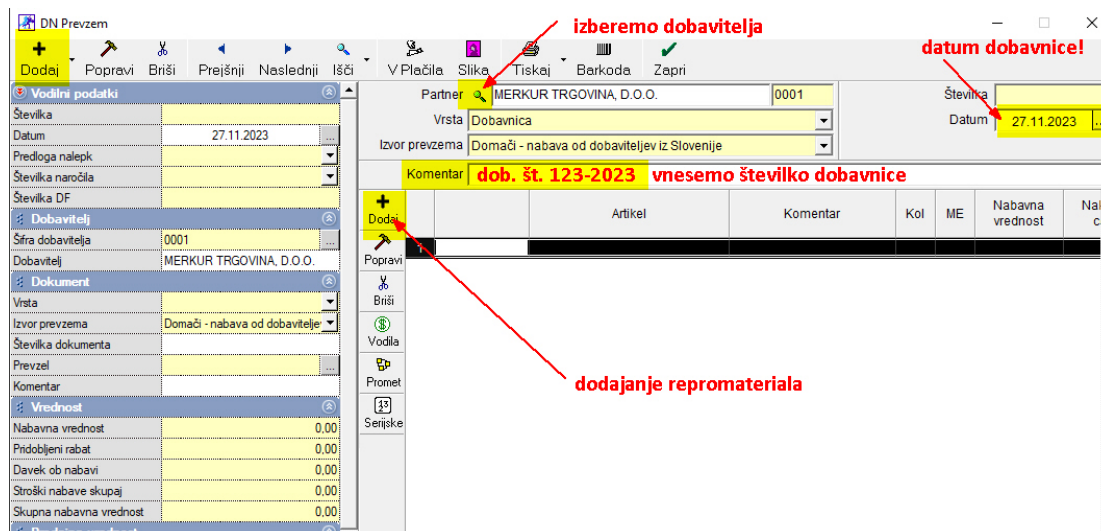 DN Prevzem
izberemo dobavitelja
datum dobavnice!
Dodaj Popravi Briši Prejšnji Naslednji Išči V Plačila Slika Tiskaj Barkoda Zapri
Vodilni podatki
Številka
Datum 27.11.2023 ...
Predloga nalepk
Številka naročila
Številka DF
Dobavitelj
Šifra dobavitelja 0001 ...
Dobavitelj MERKUR TRGOVINA, D.O.O.
Dokument
Vrsta
Izvor prevzema Domači - nabava od dobavitelje
Številka dokumenta
Prevzel ...
Komentar
Vrednost
Nabavna vrednost 0,00
Pridobljeni rabat 0,00
Davek ob nabavi 0,00
Stroški nabave skupaj 0,00
Skupna nabavna vrednost 0,00
Partner MERKUR TRGOVINA, D.O.O. 0001
Številka
Vrsta Dobavnica
Datum 27.11.2023 ...
Izvor prevzema Domači - nabava od dobaviteljev iz Slovenije
Komentar dob. št. 123-2023 vnesemo številko dobavnice
Dodaj
Popravi
Briši
Vodila
Promet
Serijske
Artikel Komentar Kol ME Nabavna vrednost
1
dodajanje repromateriala